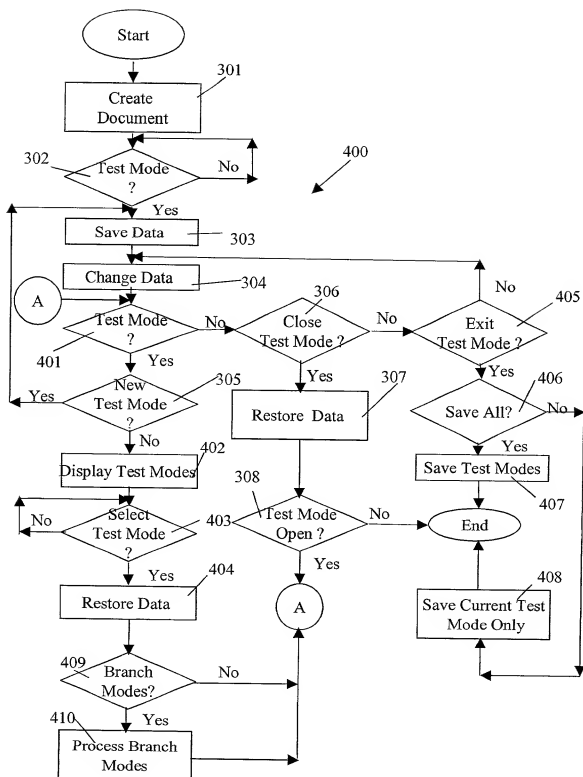 Start
301
Create
Document
302
Test Mode
?
No
400
Yes
Save Data
303
Change Data
304
A
306
No
405
Test Mode
?
401
No
Close
Test Mode ?
No
Exit
Test Mode ?
Yes
Yes
Yes
New
Test Mode
?
305
307
406
Yes
Restore Data
Save All?
No
No
402
Yes
Display Test Modes
308
Save Test Modes
407
Select
Test Mode
?
403
No
Test Mode
Open ?
No
End
Yes
404
Yes
Restore Data
A
408
Save Current Test
Mode Only
409
Branch
Modes?
No
Yes
410
Process Branch
Modes